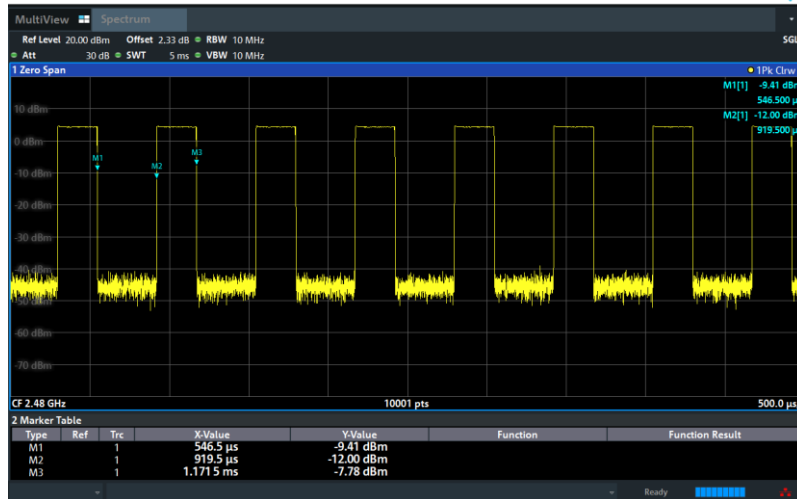 MultiView Spectrum
Ref Level 20.00 dBm Offset 2.33 dB RBW 10 MHz SGL
Att 30 dB SWT 5 ms VBW 10 MHz
1 Zero Span 1Pk Clrw
M1[1] -9.41 dBm
546.500 µ
M2[1] -12.00 dBm
919.500 µ
10 dBm
0 dBm
M1
M2
M3
-10 dBm
-20 dBm
-30 dBm
-40 dBm
-50 dBm
-60 dBm
-70 dBm
CF 2.48 GHz 10001 pts 500.0 µs
2 Marker Table
Type Ref Trc X-Value Y-Value Function Function Result
M1 1 546.5 µs -9.41 dBm
M2 1 919.5 µs -12.00 dBm
M3 1 1.1715 ms -7.78 dBm
Ready